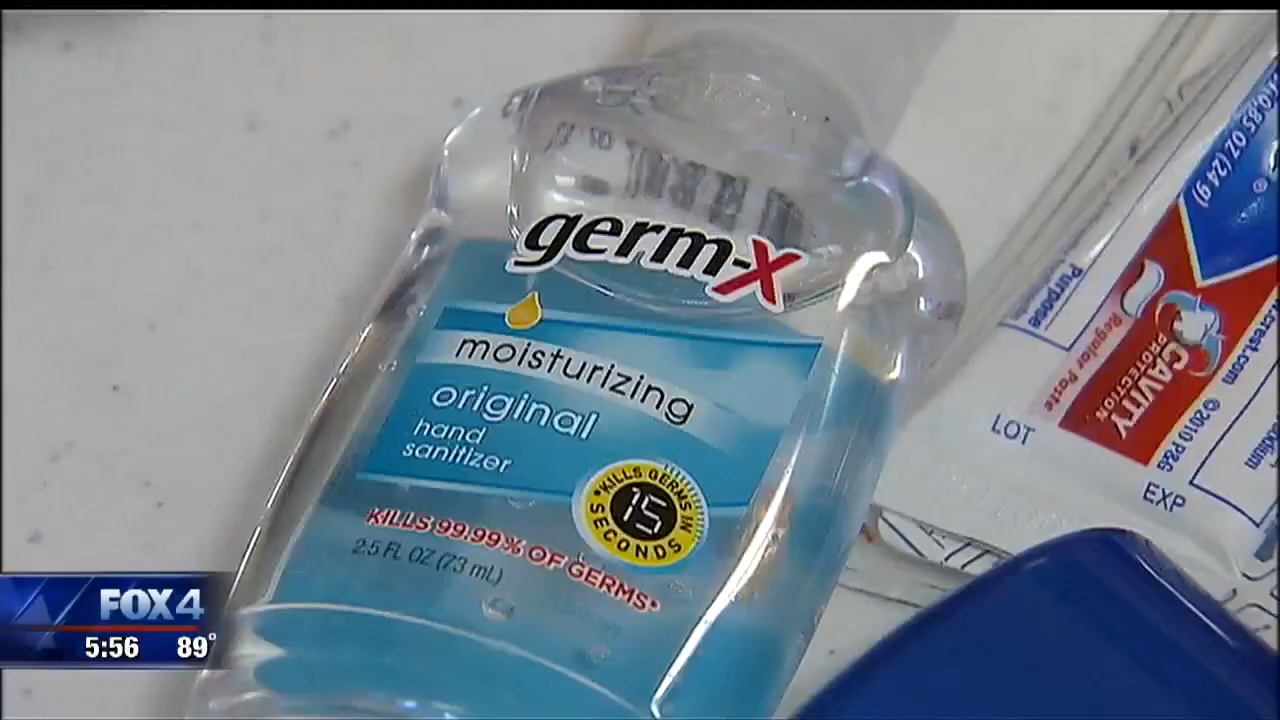 germ-x
moisturizing
original
hand
sanitizer
*KILLS GERMS IN
15
SECONDS
KILLS 99.99% OF GERMS*
2.5 FL OZ (73 mL)
0.85 OZ (24 g)
Purpose
Regular Paste
CAVITY
PROTECTION
crest.com
©2010 P&G
LOT
EXP
FOX 4
5:56 89°